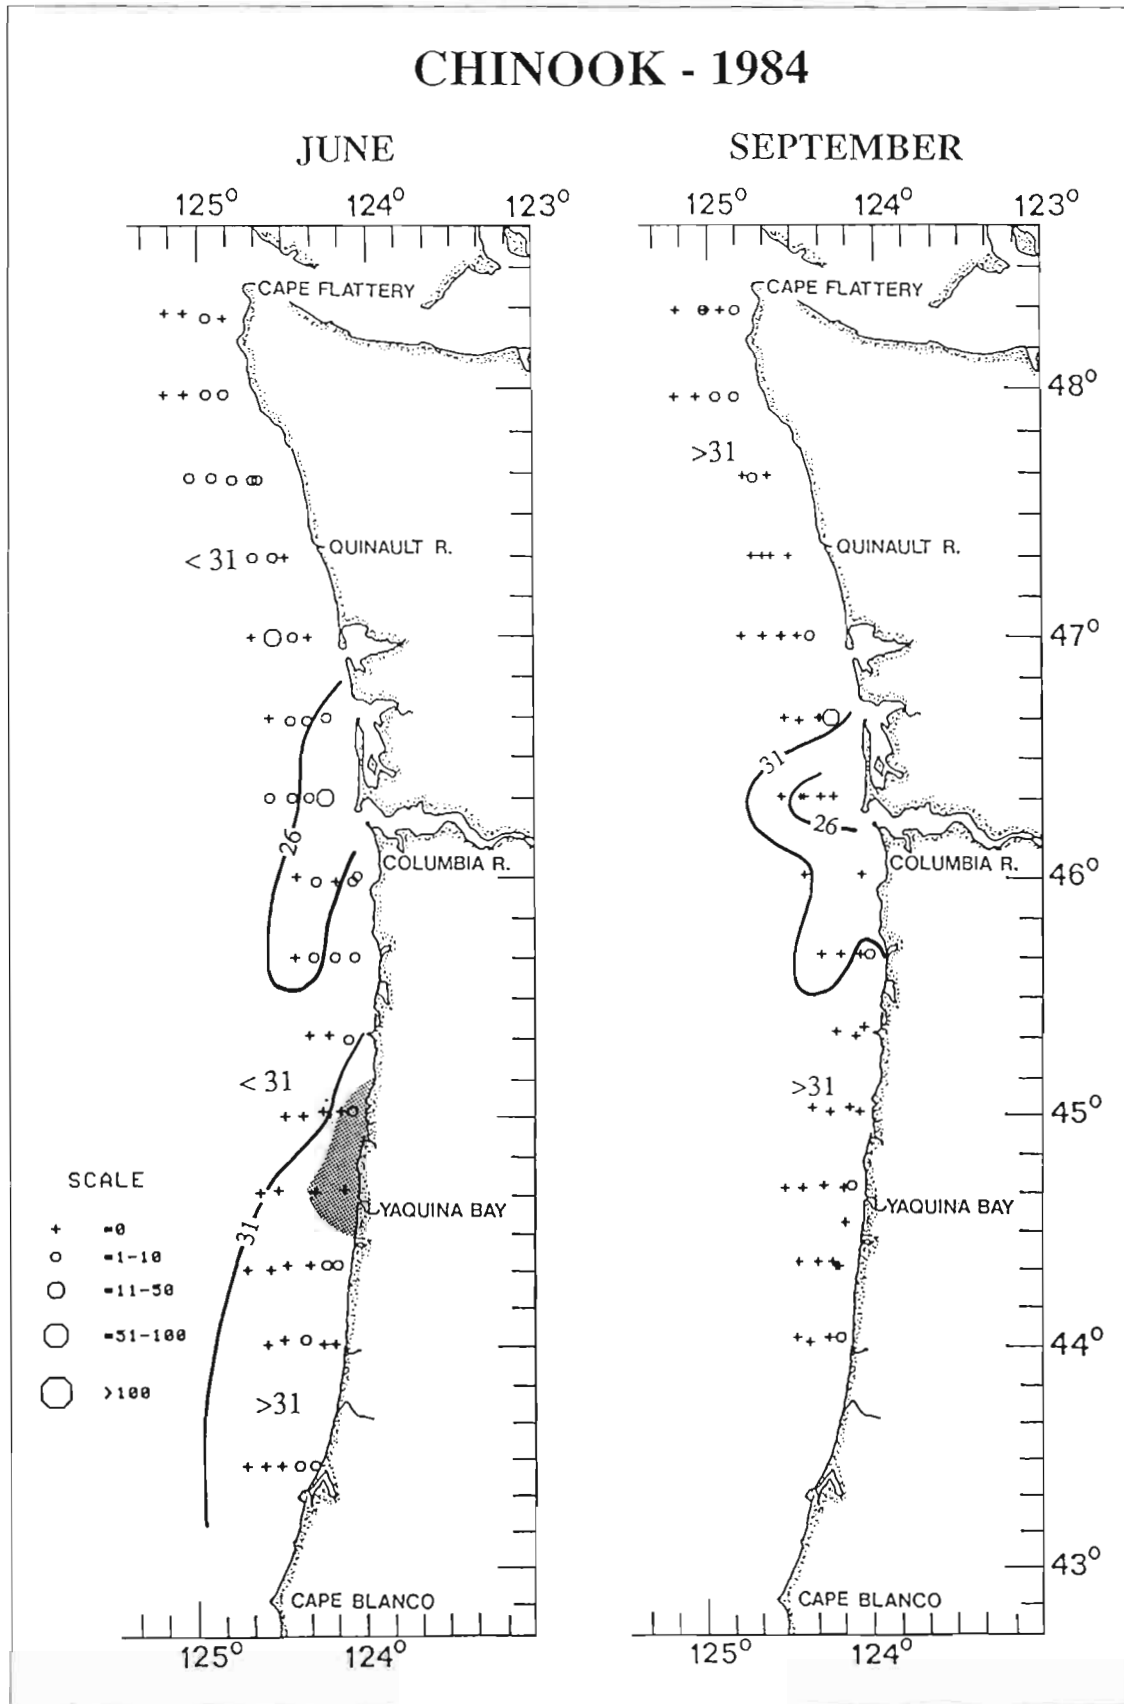 CHINOOK - 1984
JUNE
SEPTEMBER
125° 124° 123°
125° 124° 123°
CAPE FLATTERY
CAPE FLATTERY
48°
>31
QUINAULT R.
QUINAULT R.
< 31
47°
31
26
26
COLUMBIA R.
COLUMBIA R.
46°
< 31
>31
45°
SCALE
YAQUINA BAY
YAQUINA BAY
+ =0
31
=1-10
=11-50
=51-100
44°
>100
>31
43°
CAPE BLANCO
CAPE BLANCO
125° 124°
125° 124°